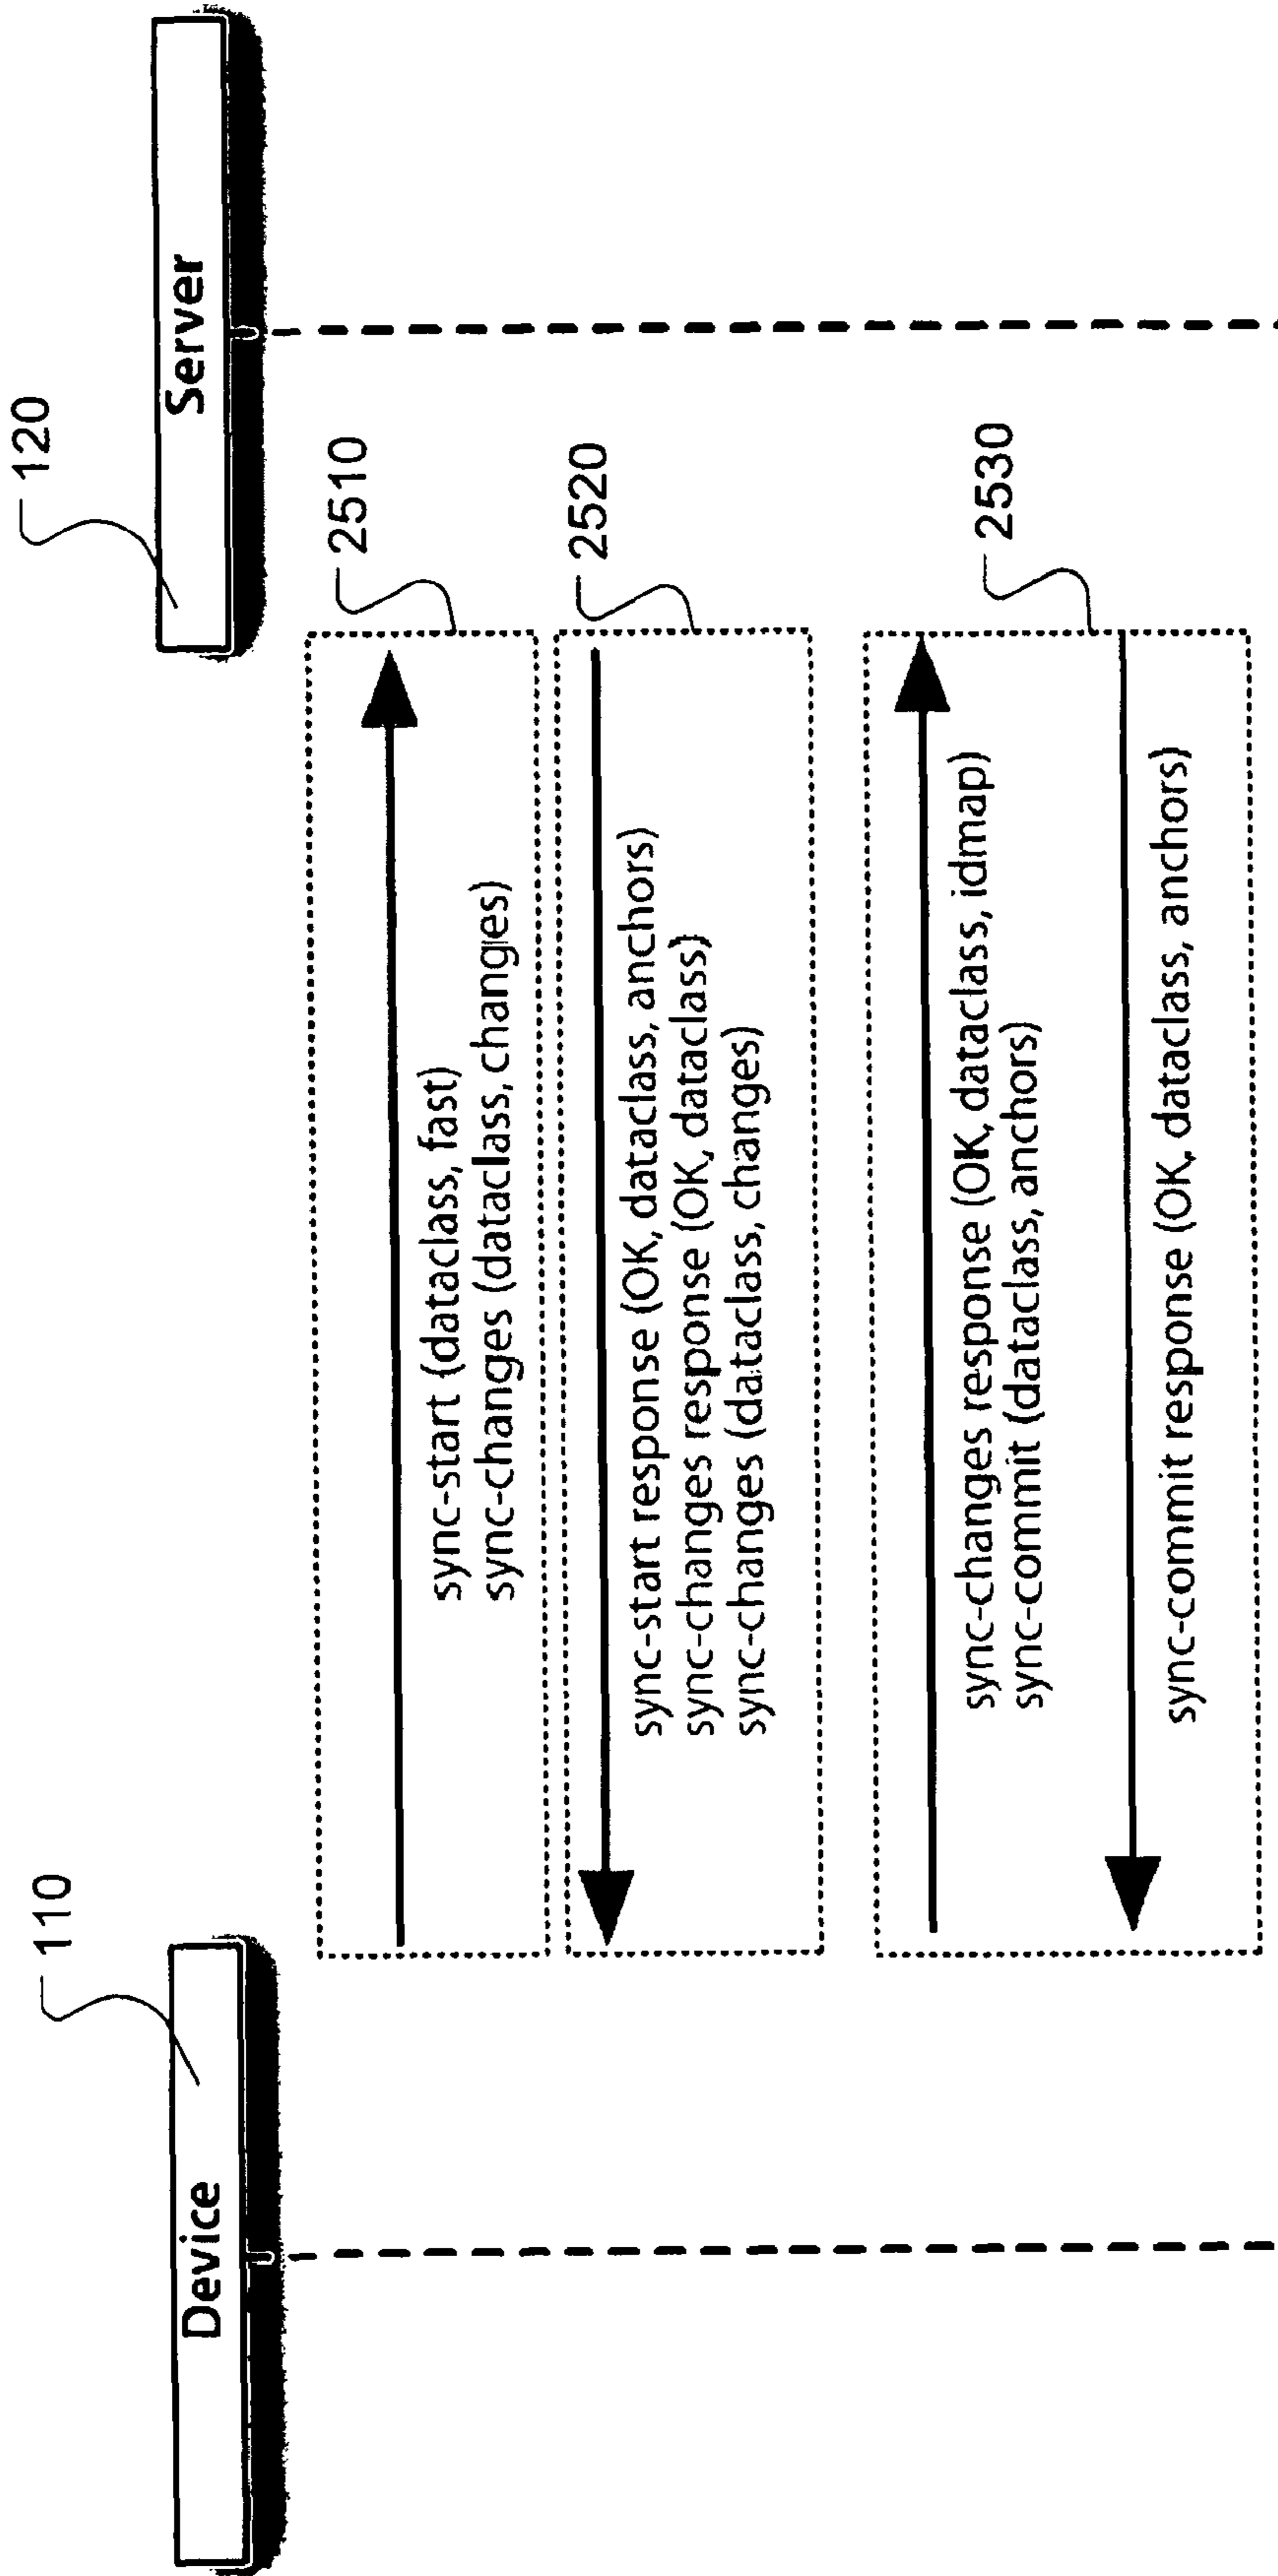 110
120
Device
Server
2510
sync-start (dataclass, fast)
sync-changes (dataclass, changes)
2520
sync-start response (OK, dataclass, anchors)
sync-changes response (OK, dataclass)
sync-changes (dataclass, changes)
2530
sync-changes response (OK, dataclass, idmap)
sync-commit (dataclass, anchors)
sync-commit response (OK, dataclass, anchors)